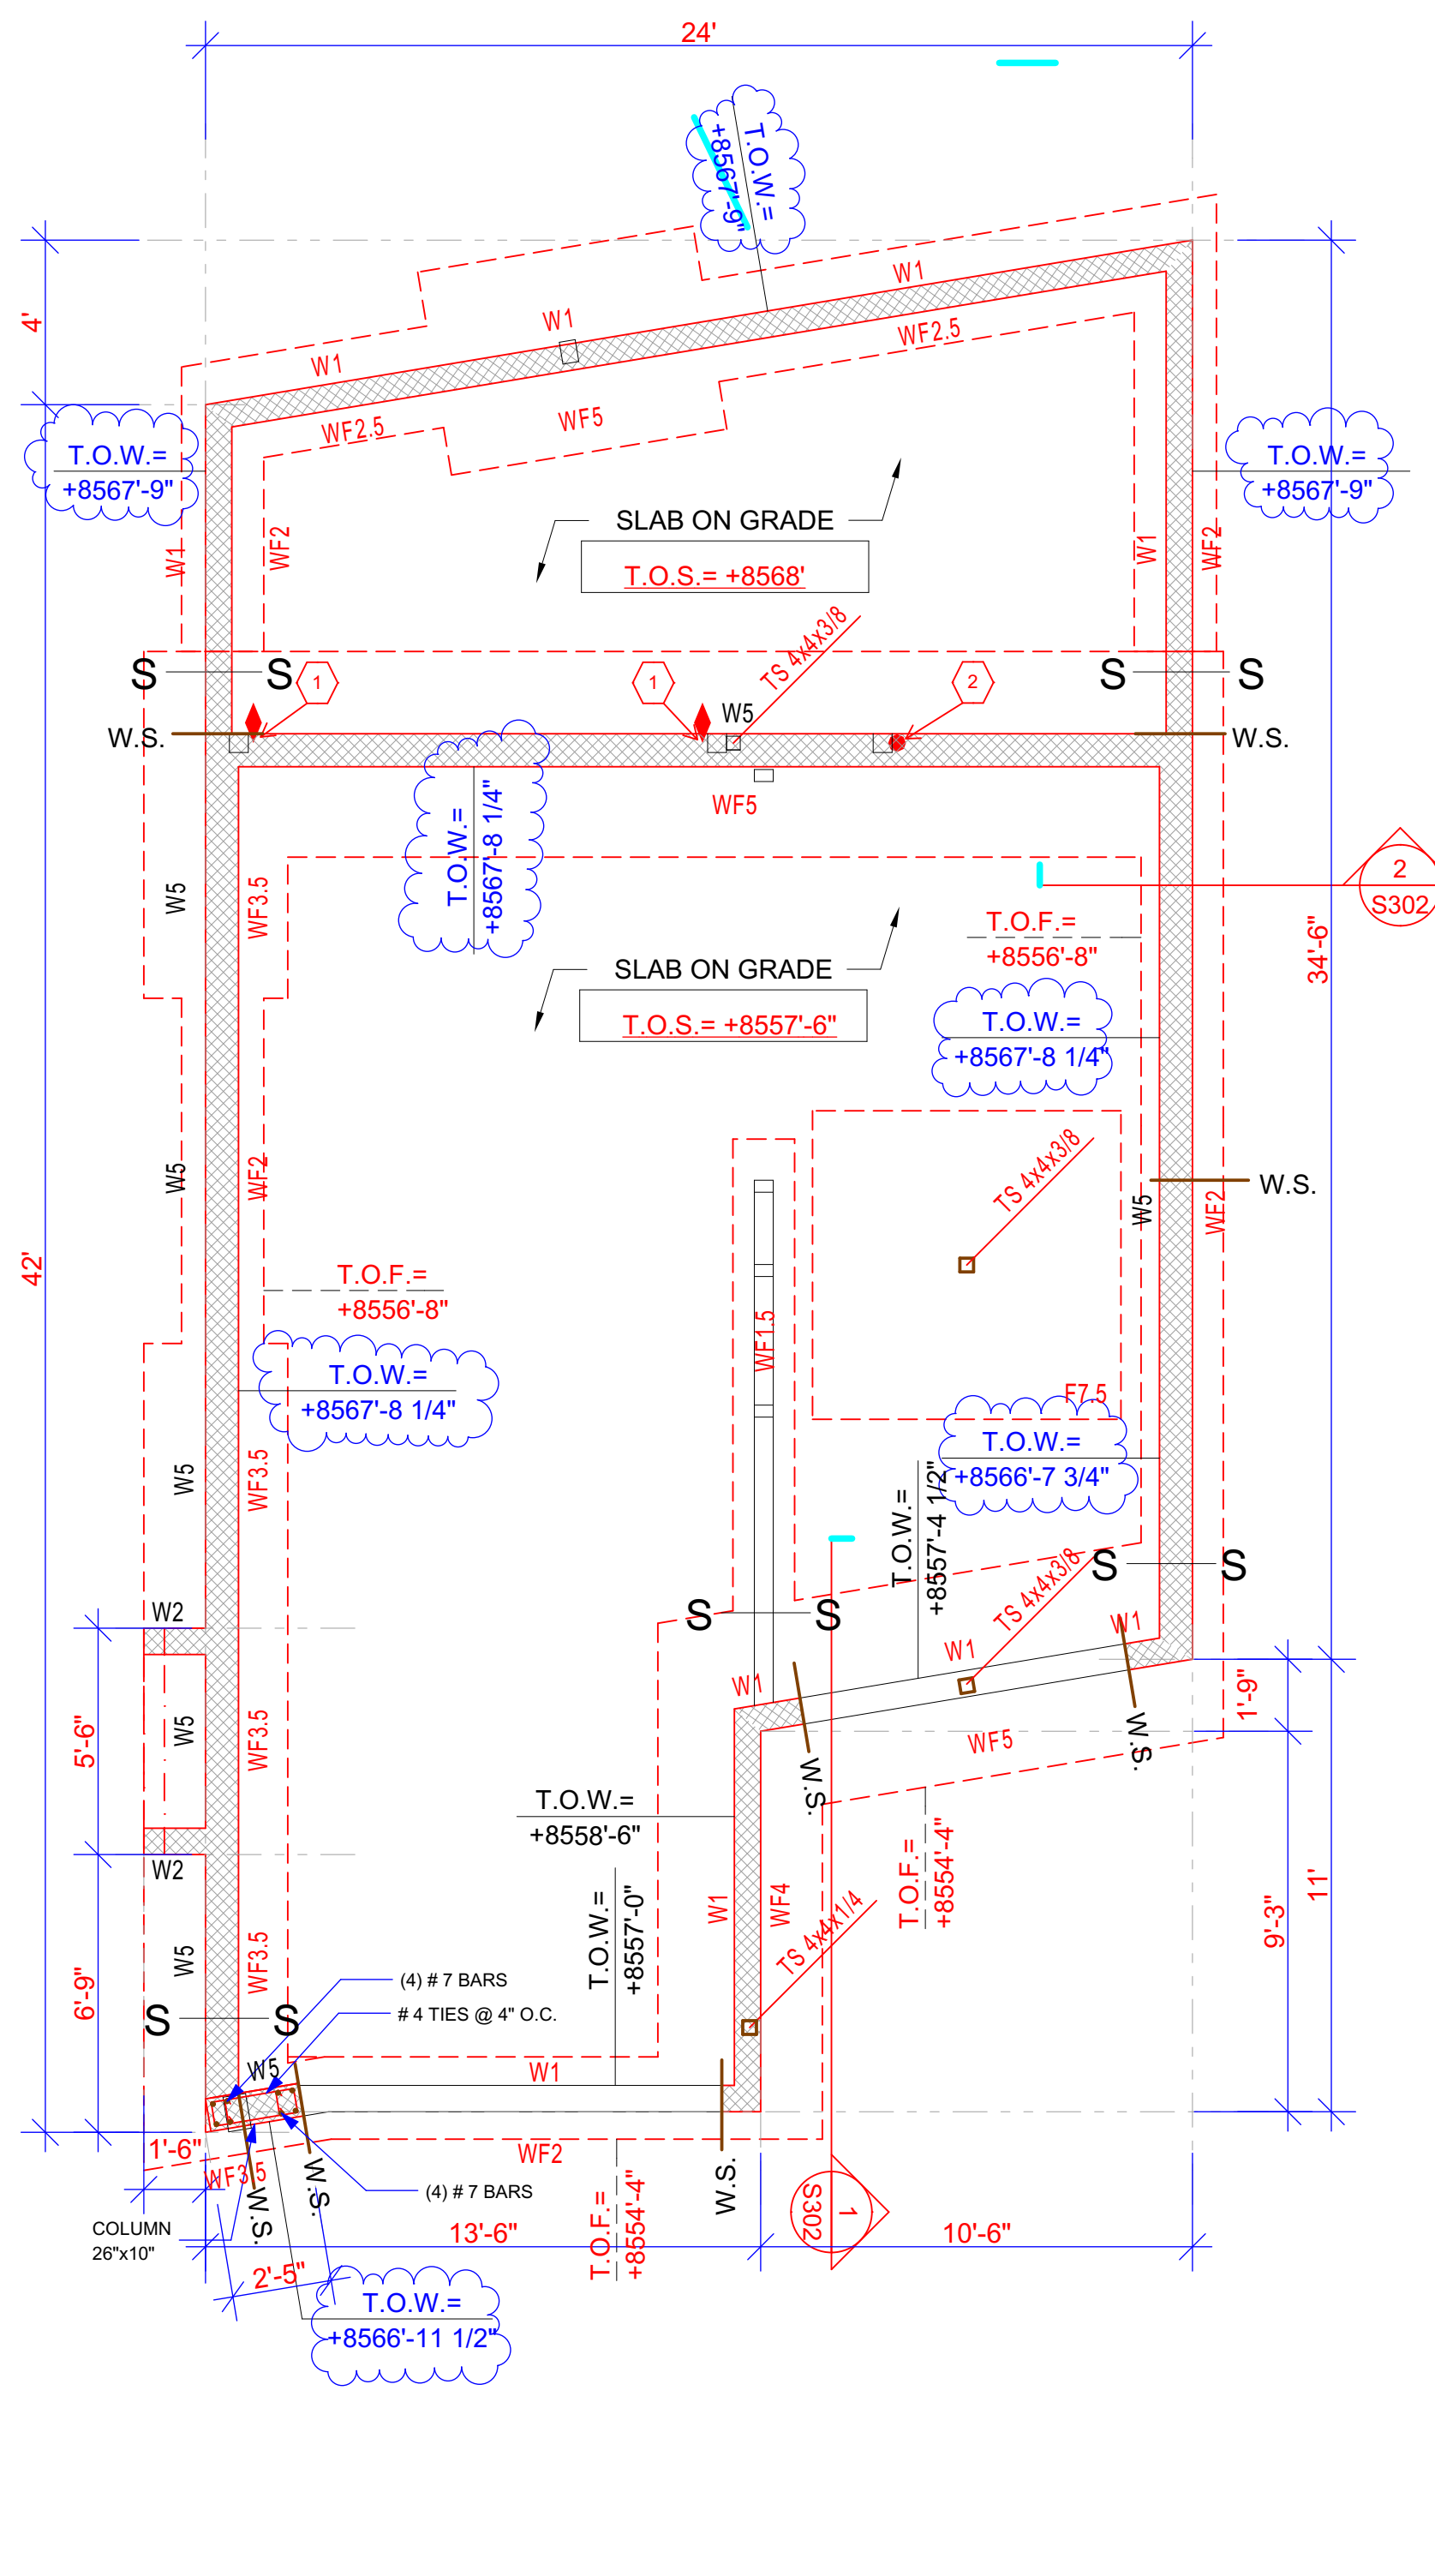 24'
T.O.W.=
+8567'-9"
W1
4'
W1
WF2.5
W1
WF5
WF2.5
T.O.W.=
+8567'-9"
T.O.W.=
+8567'-9"
SLAB ON GRADE
T.O.S.= +8568'
W1
WF2
W1
WF2
TS 4x4x3/8
S
S
1
1
2
S
S
W5
W.S.
W.S.
WF5
T.O.W.=
+8567'-8 1/4"
2
S302
W5
WF3.5
T.O.F.=
+8556'-8"
34'-6"
SLAB ON GRADE
T.O.S.= +8557'-6"
T.O.W.=
+8567'-8 1/4"
TS 4x4x3/8
W5
WF2
W5
WF2
W.S.
42'
T.O.F.=
+8556'-8"
WF1.5
T.O.W.=
+8567'-8 1/4"
F7.5
T.O.W.=
+8566'-7 3/4"
W5
WF3.5
T.O.W.=
+8557'-4 1/2"
TS 4x4x3/8
S
S
W2
S
S
W1
W1
W1
5'-6"
W5
WF3.5
1'-9"
WF5
W.S.
W.S.
T.O.W.=
+8558'-6"
W2
T.O.F.=
+8554'-4"
W1
WF4
11'
9'-3"
T.O.W.=
+8557'-0"
TS 4x4x1/4
W5
WF3.5
6'-9"
(4) # 7 BARS
# 4 TIES @ 4" O.C.
S
S
W5
W1
1'-6"
WF3.5
WF2
W.S.
W.S.
W.S.
(4) # 7 BARS
COLUMN
26"x10"
T.O.F.=
+8554'-4"
1
S302
13'-6"
10'-6"
2'-5"
T.O.W.=
+8566'-11 1/2"